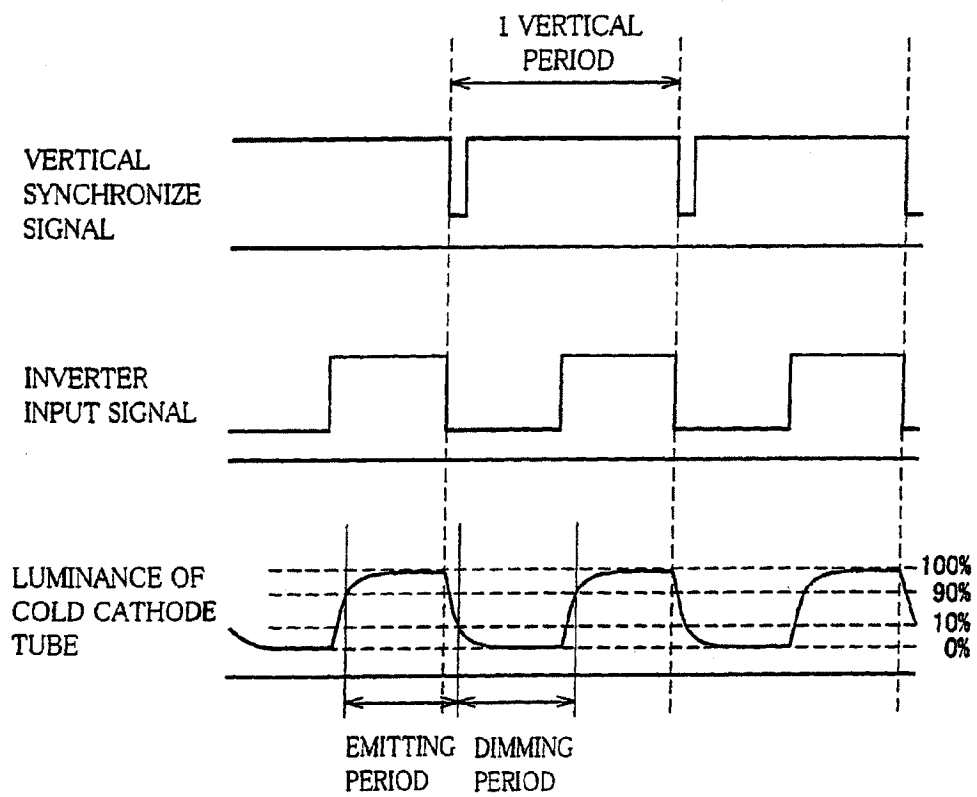 1 VERTICAL
PERIOD
VERTICAL
SYNCHRONIZE
SIGNAL
INVERTER
INPUT SIGNAL
LUMINANCE OF
COLD CATHODE
TUBE
100%
90%
10%
0%
EMITTING
PERIOD
DIMMING
PERIOD